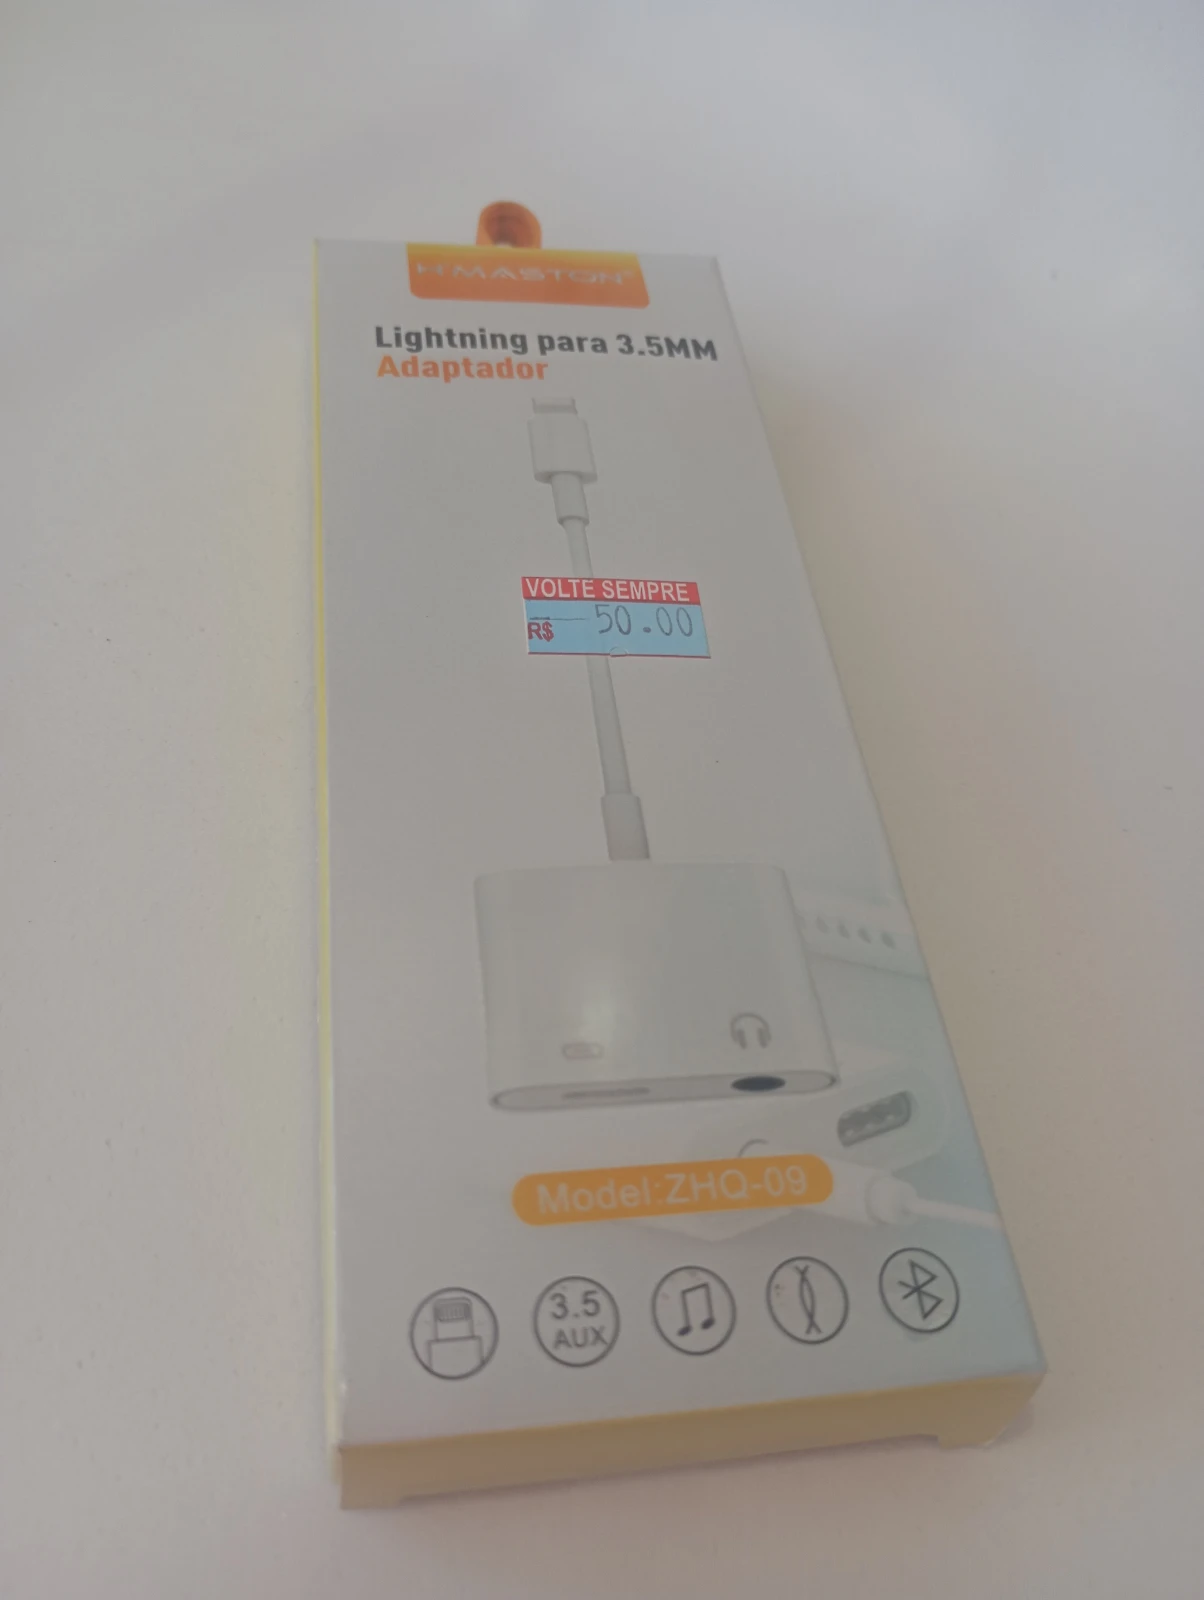 H'MASTON
Lightning para 3.5MM
Adaptador
VOLTE SEMPRE
R$ 50.00
Model:ZHQ-09
3.5
AUX